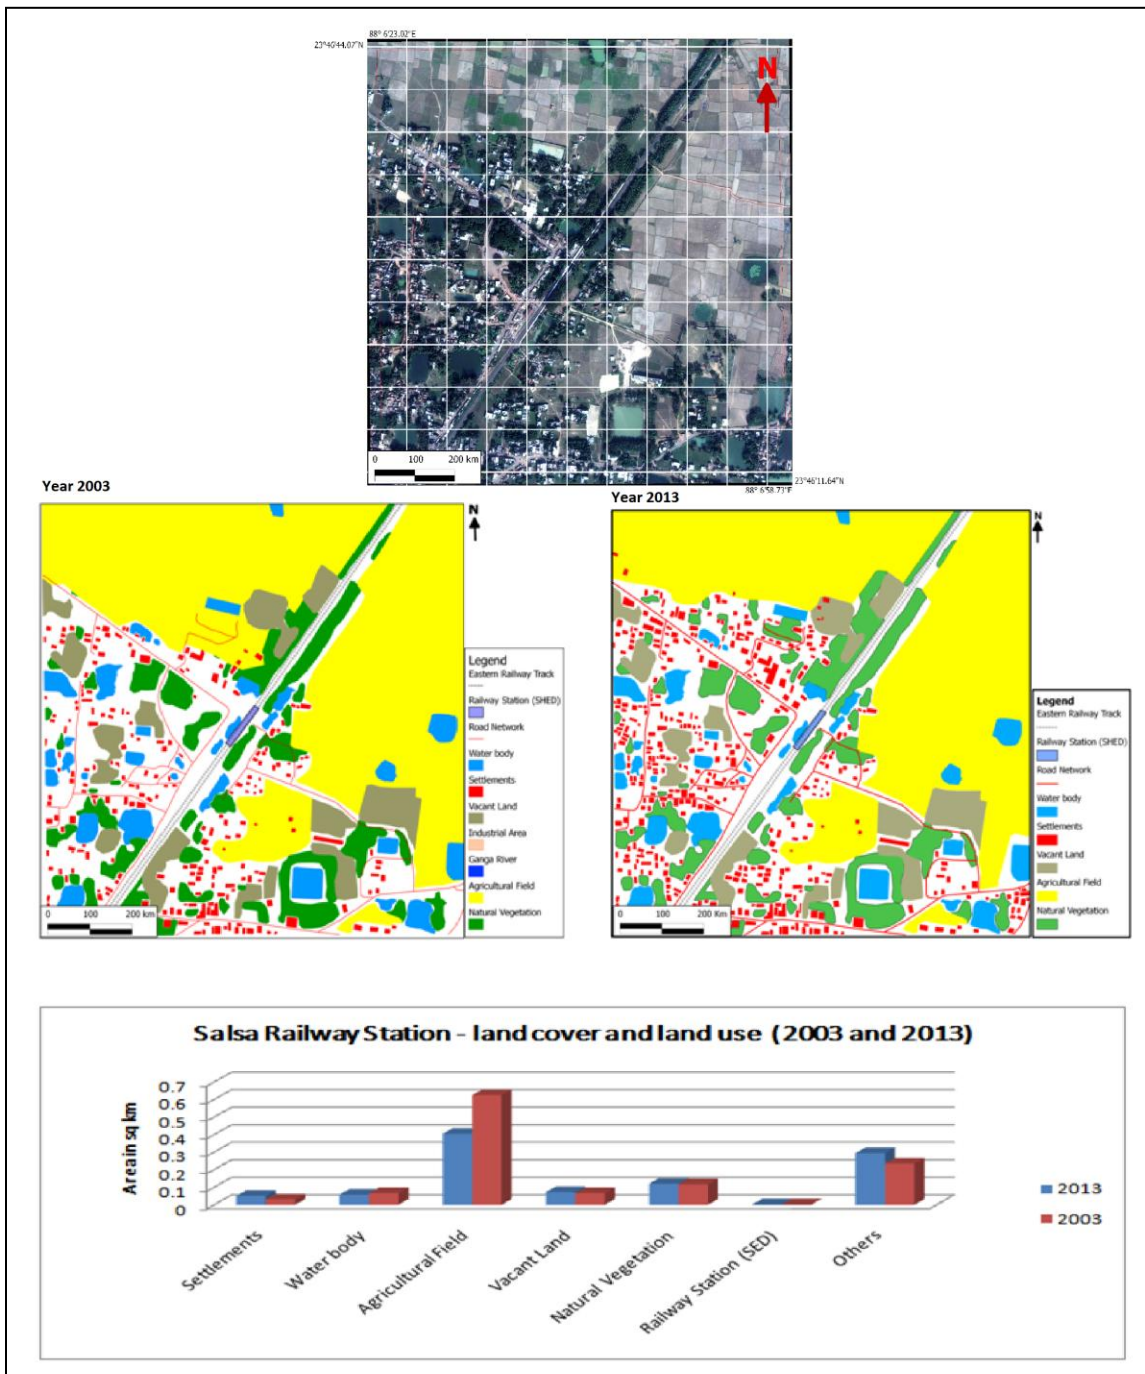 88° 6'23.02"E
23°46'44.07"N
N
0 100 200 km
23°46'11.64"N
88° 6'58.73"E
Year 2003
N
Legend
Eastern Railway Track
Railway Station (SHED)
Road Network
Water body
Settlements
Vacant Land
Industrial Area
Ganga River
Agricultural Field
Natural Vegetation
0 100 200 Km
Year 2013
N
Legend
Eastern Railway Track
Railway Station (SHED)
Road Network
Water body
Settlements
Vacant Land
Agricultural Field
Natural Vegetation
0 100 200 Km
Salsa Railway Station - land cover and land use (2003 and 2013)
Area in sq km
0.7
0.6
0.5
0.4
0.3
0.2
0.1
0
Settlements
Water body
Agricultural Field
Vacant Land
Natural Vegetation
Railway Station (SED)
Others
2013
2003